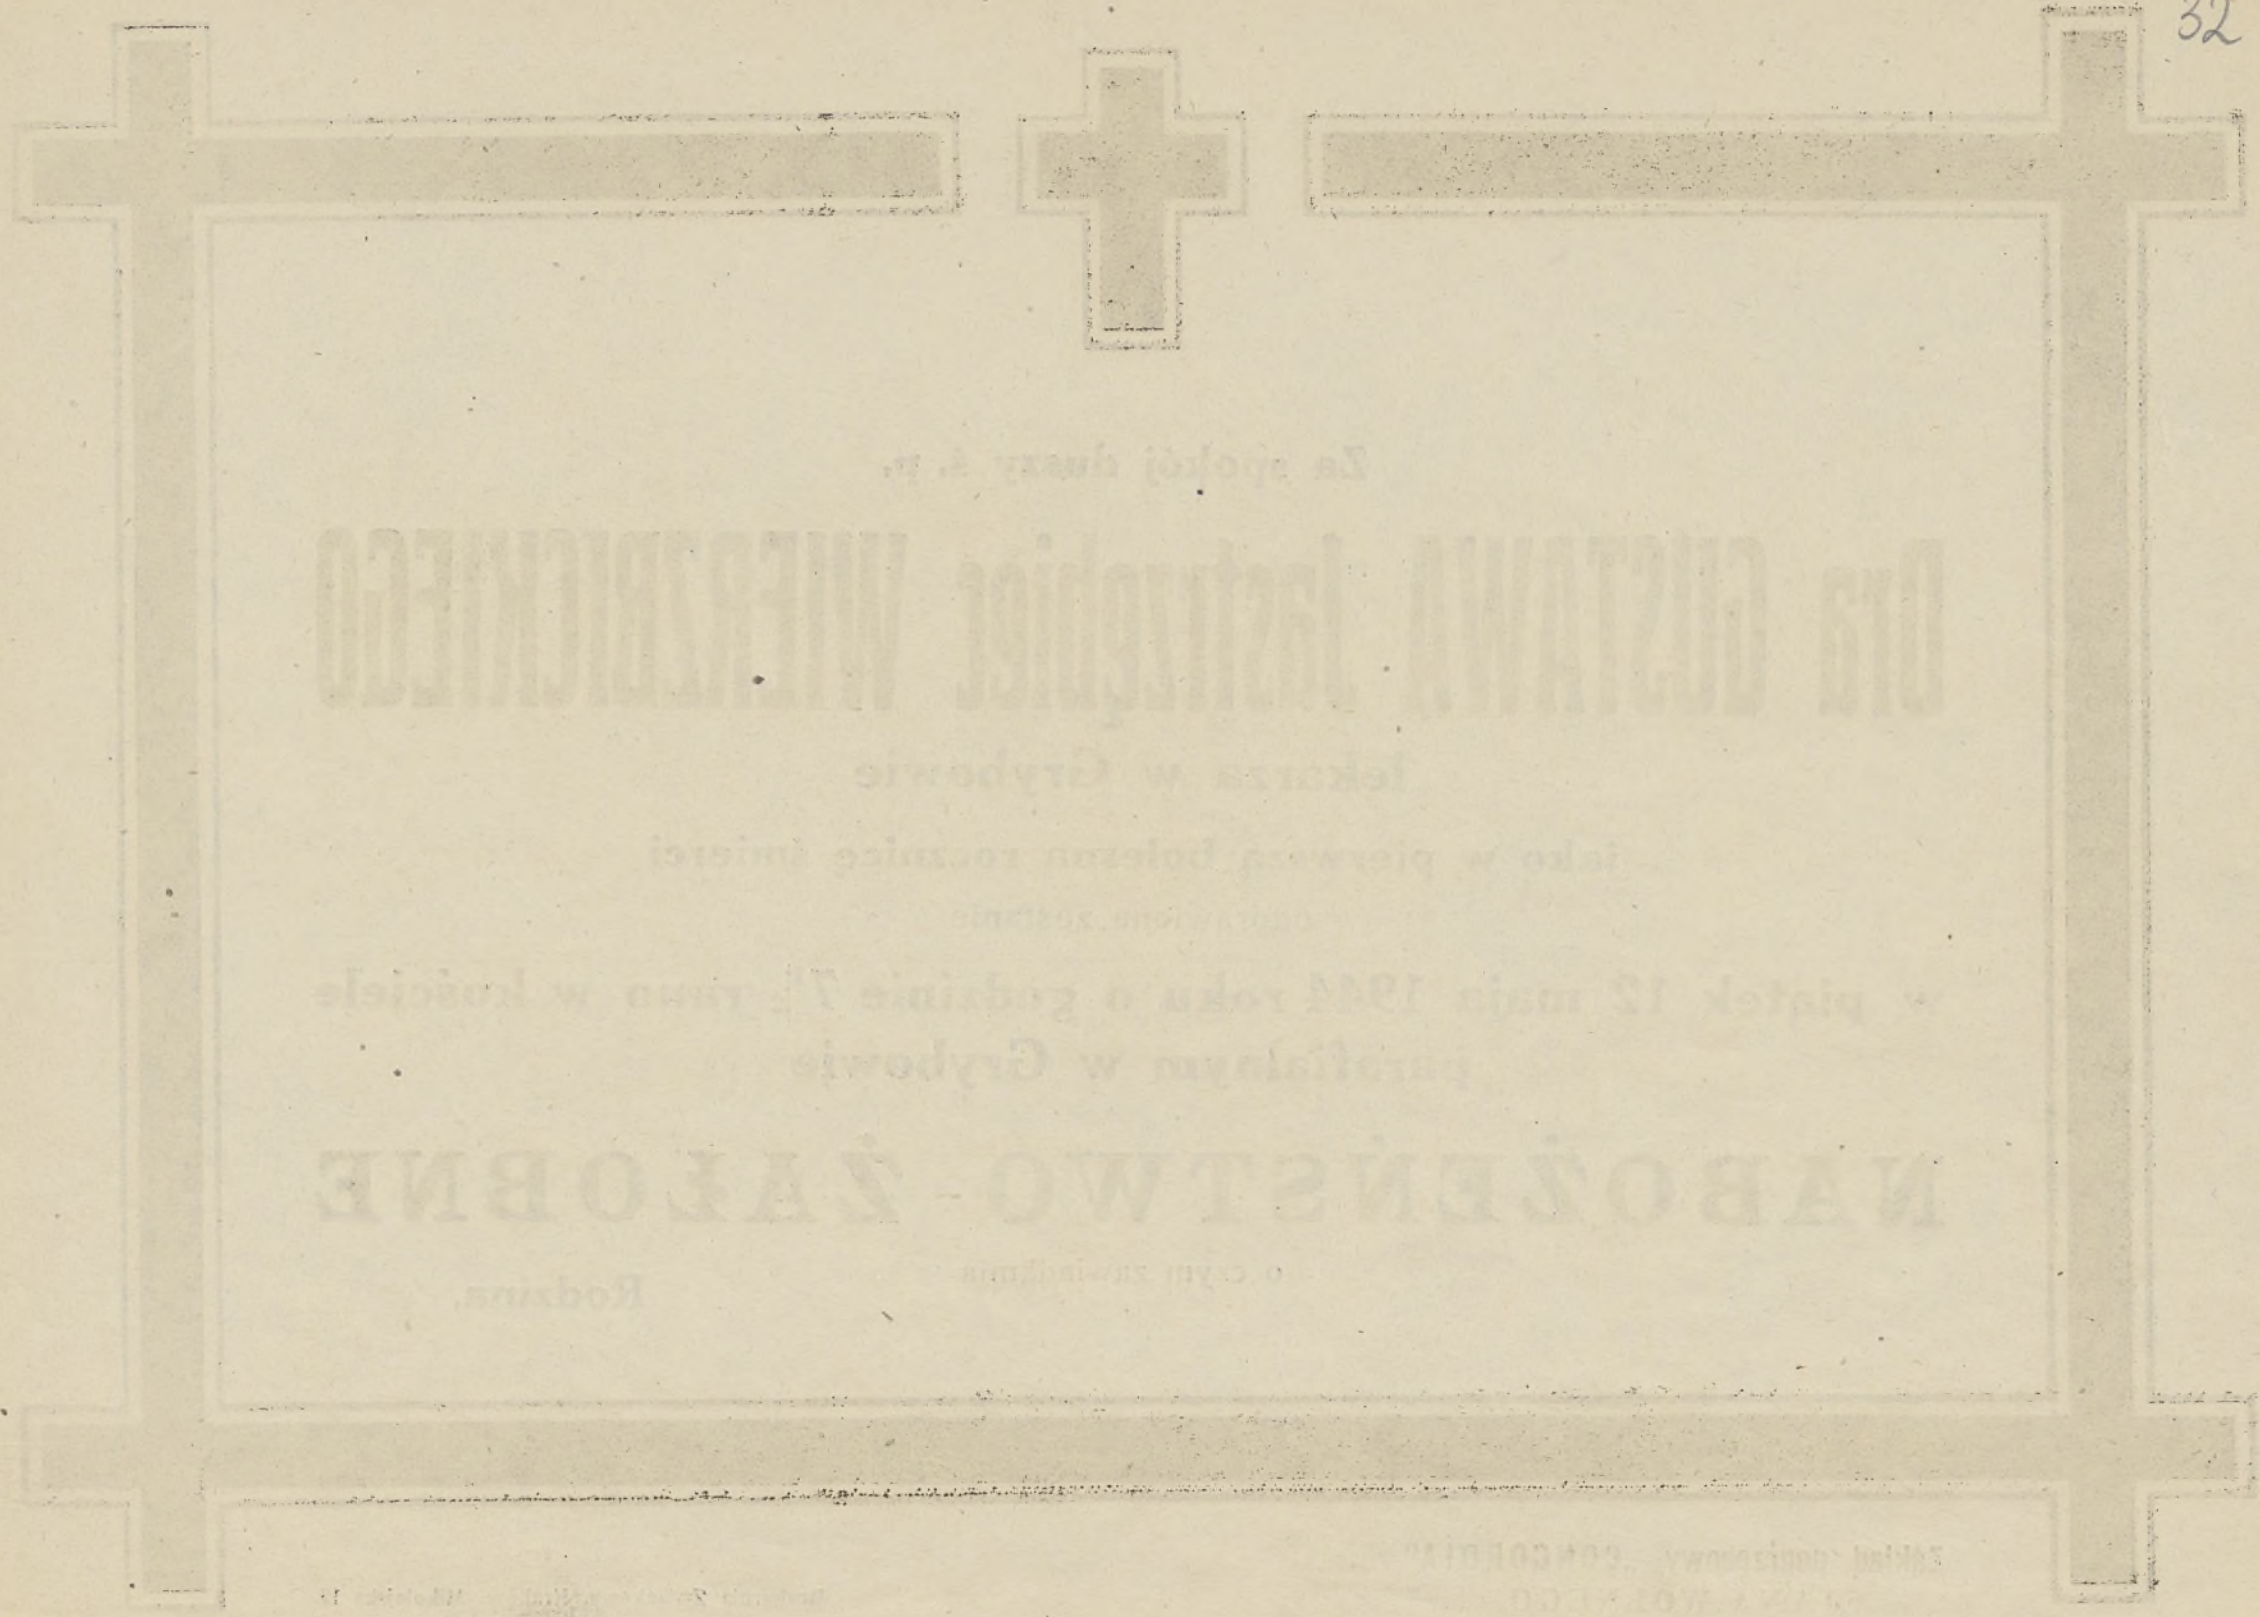 32
Za spokój duszy ś. p.
Dra GUSTAWA Jastrzębiec WIERZBICKIEGO
lekarza w Grybowie
jako w pierwszą bolesną rocznicę śmierci
odprawione zostanie
w piątek 12 maja 1944 roku o godzinie 7½ rano w kościele
parafialnym w Grybowie
NABOŻEŃSTWO - ŻAŁOBNE
o czym zawiadamia
Rodzina.
Zakład pogrzebowy „CONCORDIA"